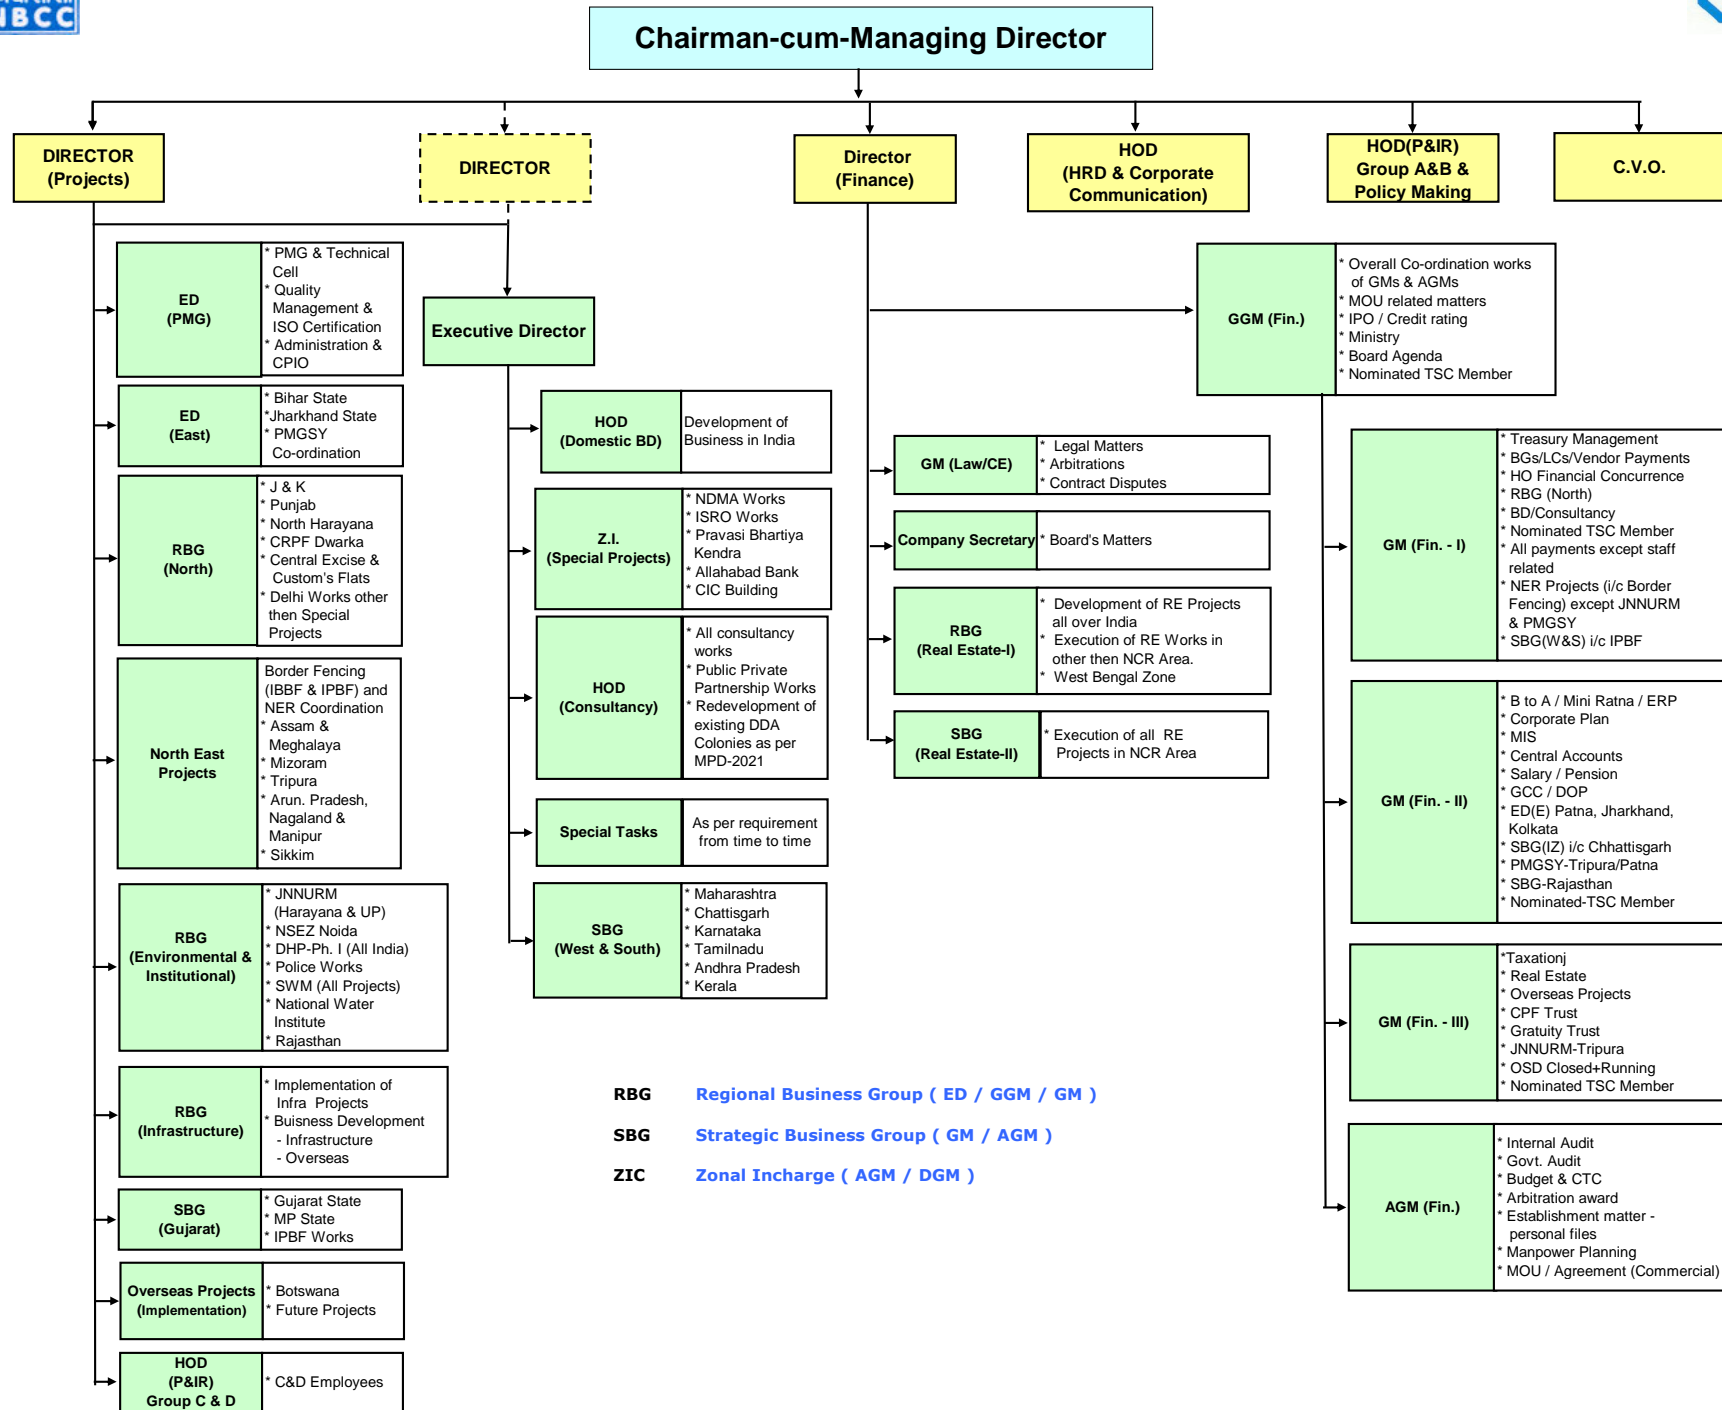 NBCC
Chairman-cum-Managing Director
DIRECTOR
(Projects)
DIRECTOR
Director
(Finance)
HOD
(HRD & Corporate
Communication)
HOD(P&IR)
Group A&B &
Policy Making
C.V.O.
ED
(PMG)
* PMG & Technical
Cell
* Quality
Management &
ISO Certification
* Administration &
CPIO
ED
(East)
* Bihar State
*Jharkhand State
* PMGSY
Co-ordination
RBG
(North)
* J & K
* Punjab
* North Harayana
* CRPF Dwarka
* Central Excise &
Custom's Flats
* Delhi Works other
then Special
Projects
North East
Projects
Border Fencing
(IBBF & IPBF) and
NER Coordination
* Assam &
Meghalaya
* Mizoram
* Tripura
* Arun. Pradesh,
Nagaland &
Manipur
* Sikkim
RBG
(Environmental &
Institutional)
* JNNURM
(Harayana & UP)
* NSEZ Noida
* DHP-Ph. I (All India)
* Police Works
* SWM (All Projects)
* National Water
Institute
* Rajasthan
RBG
(Infrastructure)
* Implementation of
Infra Projects
* Buisness Development
- Infrastructure
- Overseas
SBG
(Gujarat)
* Gujarat State
* MP State
* IPBF Works
Overseas Projects
(Implementation)
* Botswana
* Future Projects
HOD
(P&IR)
Group C & D
* C&D Employees
Executive Director
HOD
(Domestic BD)
Development of
Business in India
Z.I.
(Special Projects)
* NDMA Works
* ISRO Works
* Pravasi Bhartiya
Kendra
* Allahabad Bank
* CIC Building
HOD
(Consultancy)
* All consultancy
works
* Public Private
Partnership Works
* Redevelopment of
existing DDA
Colonies as per
MPD-2021
Special Tasks
As per requirement
from time to time
SBG
(West & South)
* Maharashtra
* Chattisgarh
* Karnataka
* Tamilnadu
* Andhra Pradesh
* Kerala
GM (Law/CE)
* Legal Matters
* Arbitrations
* Contract Disputes
Company Secretary
* Board's Matters
RBG
(Real Estate-I)
* Development of RE Projects
all over India
* Execution of RE Works in
other then NCR Area.
* West Bengal Zone
SBG
(Real Estate-II)
* Execution of all RE
Projects in NCR Area
GGM (Fin.)
* Overall Co-ordination works
of GMs & AGMs
* MOU related matters
* IPO / Credit rating
* Ministry
* Board Agenda
* Nominated TSC Member
GM (Fin. - I)
* Treasury Management
* BGs/LCs/Vendor Payments
* HO Financial Concurrence
* RBG (North)
* BD/Consultancy
* Nominated TSC Member
* All payments except staff
related
* NER Projects (i/c Border
Fencing) except JNNURM
& PMGSY
* SBG(W&S) i/c IPBF
GM (Fin. - II)
* B to A / Mini Ratna / ERP
* Corporate Plan
* MIS
* Central Accounts
* Salary / Pension
* GCC / DOP
* ED(E) Patna, Jharkhand,
Kolkata
* SBG(IZ) i/c Chhattisgarh
* PMGSY-Tripura/Patna
* SBG-Rajasthan
* Nominated-TSC Member
GM (Fin. - III)
*Taxationj
* Real Estate
* Overseas Projects
* CPF Trust
* Gratuity Trust
* JNNURM-Tripura
* OSD Closed+Running
* Nominated TSC Member
AGM (Fin.)
* Internal Audit
* Govt. Audit
* Budget & CTC
* Arbitration award
* Establishment matter -
personal files
* Manpower Planning
* MOU / Agreement (Commercial)
RBG Regional Business Group ( ED / GGM / GM )
SBG Strategic Business Group ( GM / AGM )
ZIC Zonal Incharge ( AGM / DGM )